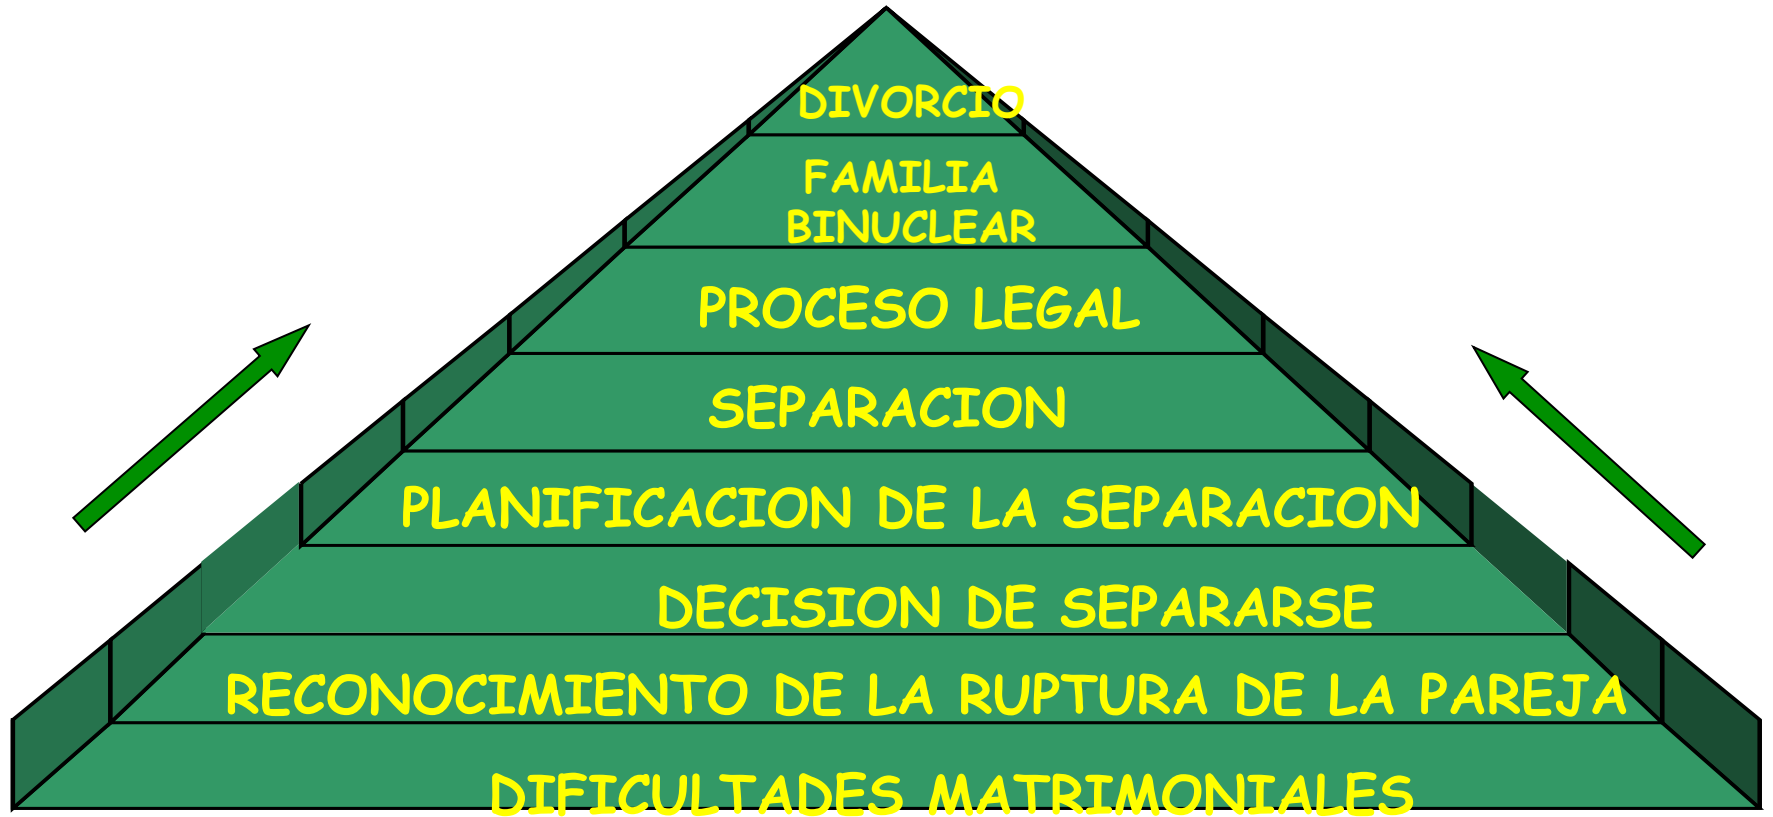 DIVORCIO
FAMILIA
BINUCLEAR
PROCESO LEGAL
SEPARACION
PLANIFICACION DE LA SEPARACION
DECISION DE SEPARARSE
RECONOCIMIENTO DE LA RUPTURA DE LA PAREJA
DIFICULTADES MATRIMONIALES